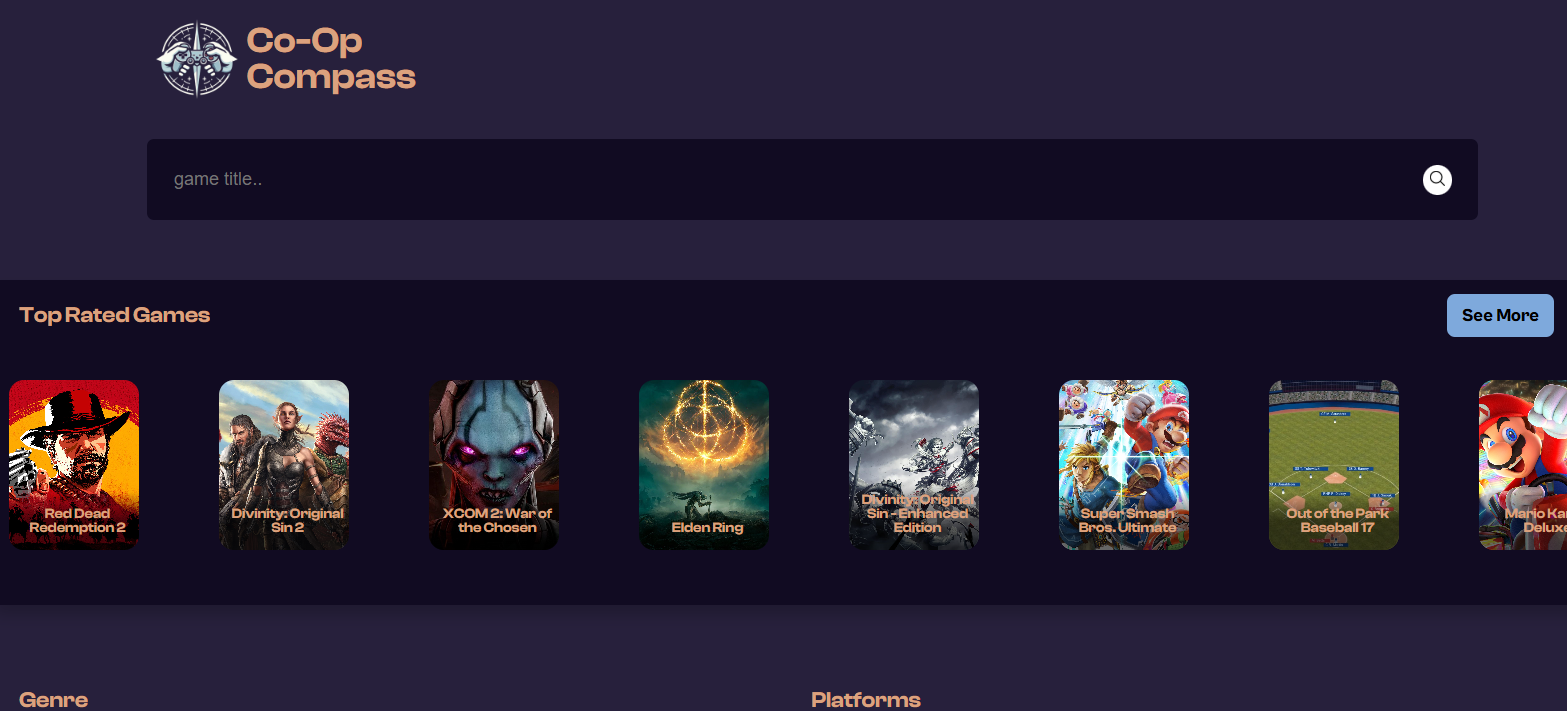 Co-Op
Compass
game title..
Top Rated Games
See More
Red Dead
Redemption 2
Divinity: Original
Sin 2
XCOM 2: War of
the Chosen
Elden Ring
Divinity: Original
Sin - Enhanced
Edition
Super Smash
Bros. Ultimate
Out of the Park
Baseball 17
Mario Ka
Deluxe
Genre
Platforms